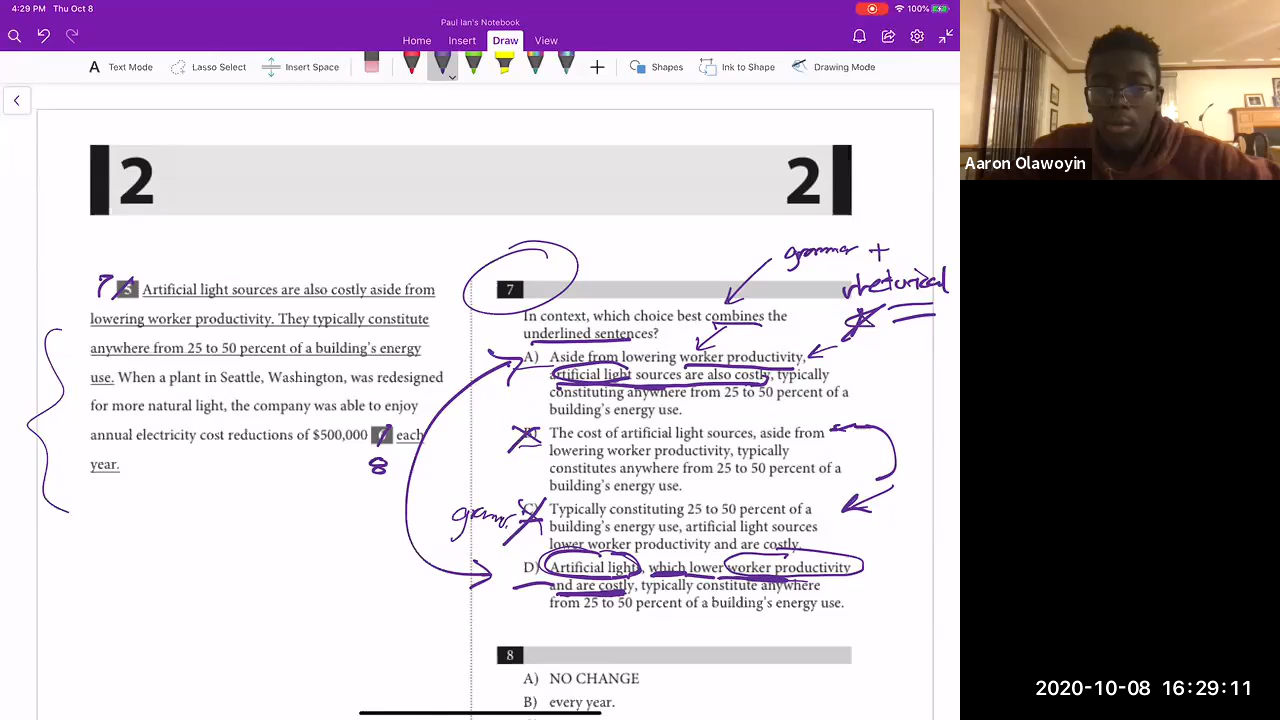 4:29 PM Thu Oct 8
100%
Paul Ian's Notebook
Home Insert Draw View
Text Mode Lasso Select Insert Space Shapes Ink to Shape Drawing Mode
2 2
grammar +
rhetorical
7 5 Artificial light sources are also costly aside from
lowering worker productivity. They typically constitute
anywhere from 25 to 50 percent of a building's energy
use. When a plant in Seattle, Washington, was redesigned
for more natural light, the company was able to enjoy
annual electricity cost reductions of $500,000 6 each
year.
8
7
In context, which choice best combines the
underlined sentences?
A) Aside from lowering worker productivity,
artificial light sources are also costly, typically
constituting anywhere from 25 to 50 percent of a
building's energy use.
B) The cost of artificial light sources, aside from
lowering worker productivity, typically
constitutes anywhere from 25 to 50 percent of a
building's energy use.
C) Typically constituting 25 to 50 percent of a
building's energy use, artificial light sources
lower worker productivity and are costly.
D) Artificial lights, which lower worker productivity
and are costly, typically constitute anywhere
from 25 to 50 percent of a building's energy use.
8
A) NO CHANGE
B) every year.
Aaron Olawoyin
2020-10-08 16:29:11